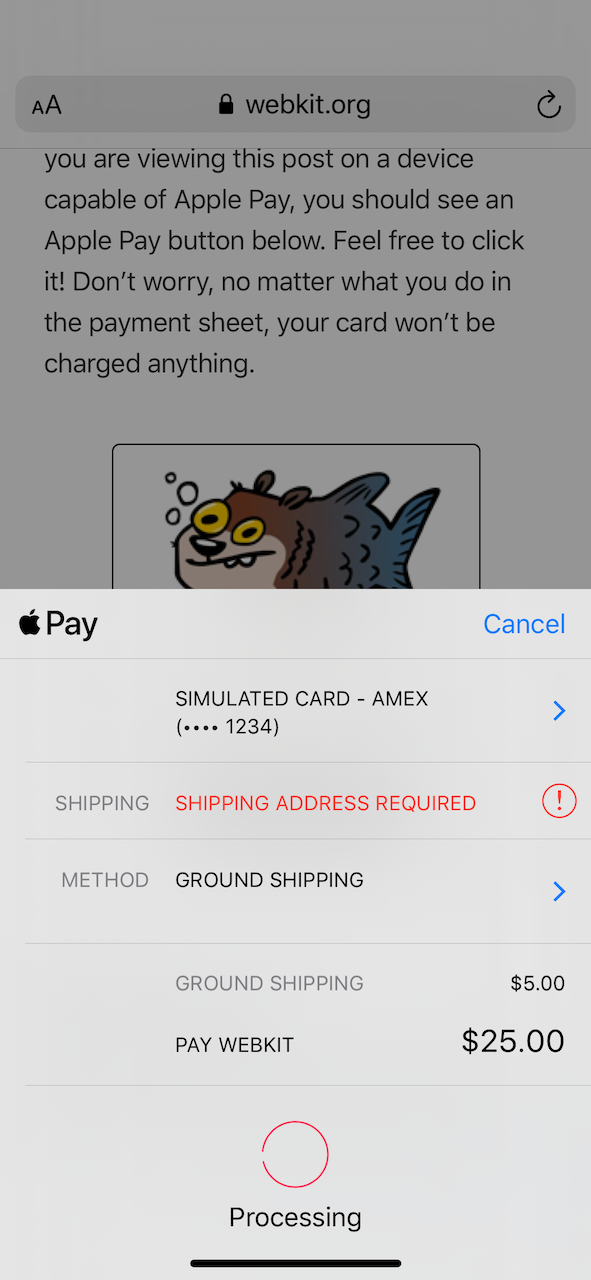 AA webkit.org
you are viewing this post on a device
capable of Apple Pay, you should see an
Apple Pay button below. Feel free to click
it! Don’t worry, no matter what you do in
the payment sheet, your card won’t be
charged anything.
Pay Cancel
SIMULATED CARD - AMEX
(•••• 1234)
SHIPPING SHIPPING ADDRESS REQUIRED !
METHOD GROUND SHIPPING
GROUND SHIPPING $5.00
PAY WEBKIT $25.00
Processing